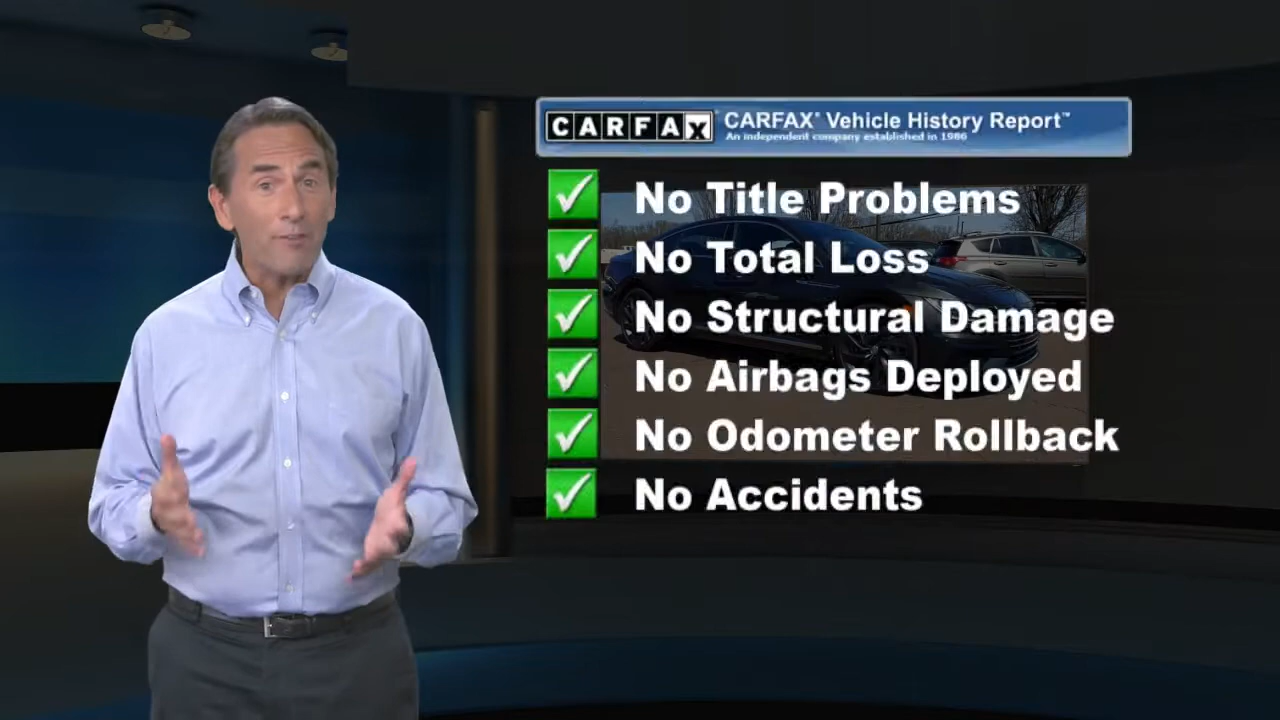 CARFAX CARFAX® Vehicle History Report™
An independent company established in 1986
No Title Problems
No Total Loss
No Structural Damage
No Airbags Deployed
No Odometer Rollback
No Accidents